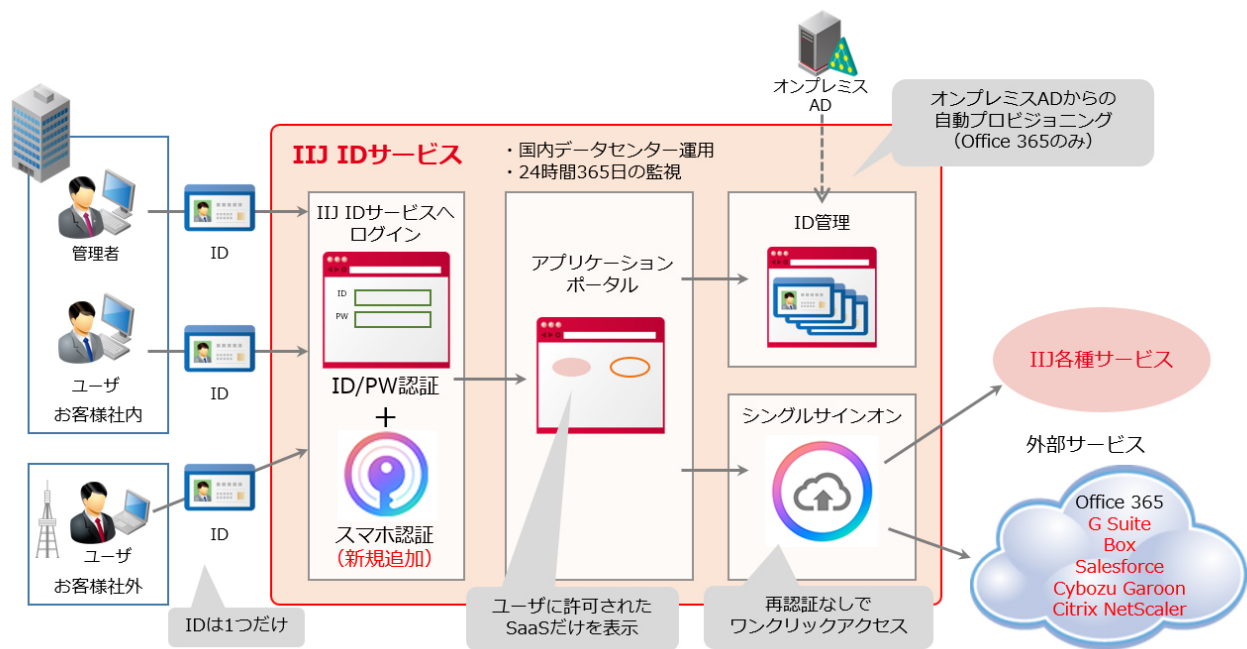 オンプレミス
AD
オンプレミスADからの
自動プロビジョニング
（Office 365のみ）
IIJ IDサービス
・国内データセンター運用
・24時間365日の監視
管理者
ID
ユーザ
お客様社内
ID
ユーザ
お客様社外
ID
IDは1つだけ
IIJ IDサービスへ
ログイン
ID
PW
ID/PW認証
＋
スマホ認証
（新規追加）
アプリケーション
ポータル
ユーザに許可された
SaaSだけを表示
ID管理
シングルサインオン
再認証なしで
ワンクリックアクセス
IIJ各種サービス
外部サービス
Office 365
G Suite
Box
Salesforce
Cybozu Garoon
Citrix NetScaler